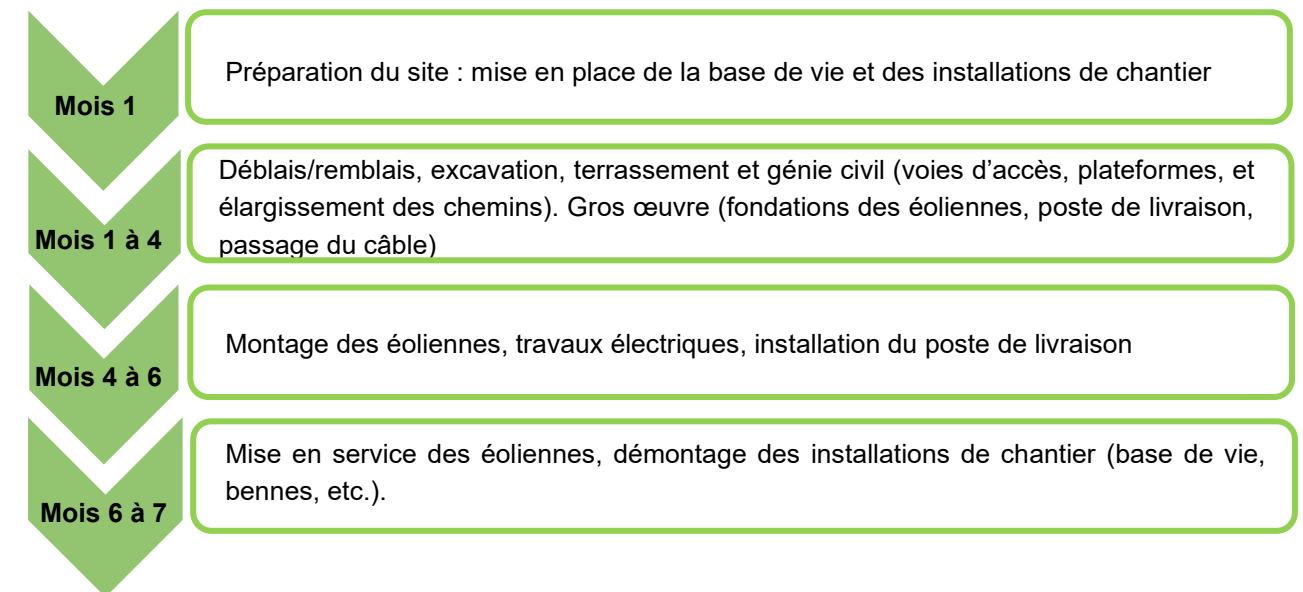 Mois 1
Préparation du site : mise en place de la base de vie et des installations de chantier
Mois 1 à 4
Déblais/remblais, excavation, terrassement et génie civil (voies d'accès, plateformes, et
élargissement des chemins). Gros œuvre (fondations des éoliennes, poste de livraison,
passage du câble)
Mois 4 à 6
Montage des éoliennes, travaux électriques, installation du poste de livraison
Mois 6 à 7
Mise en service des éoliennes, démontage des installations de chantier (base de vie,
bennes, etc.).